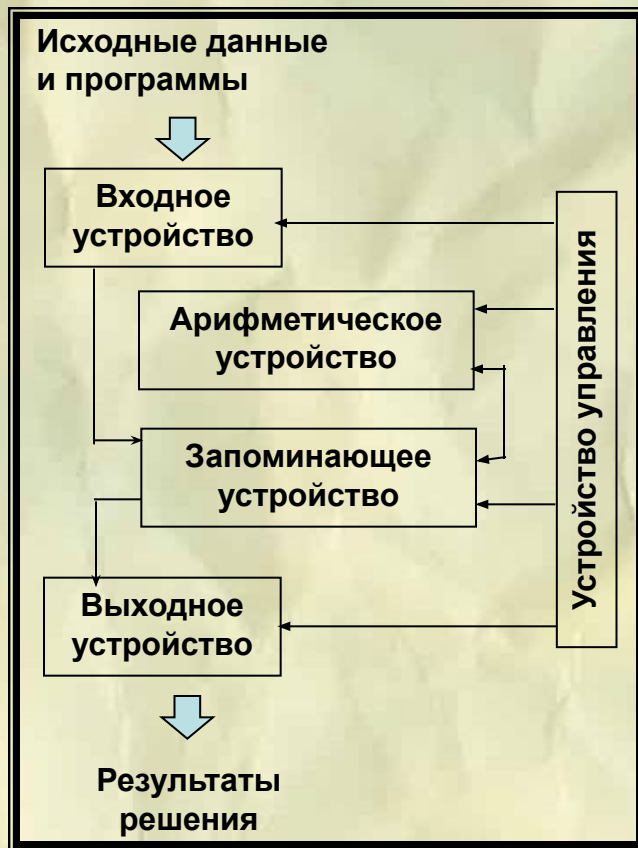 Исходные данные
и программы
Входное
устройство
Арифметическое
устройство
Запоминающее
устройство
Выходное
устройство
Устройство управления
Результаты
решения